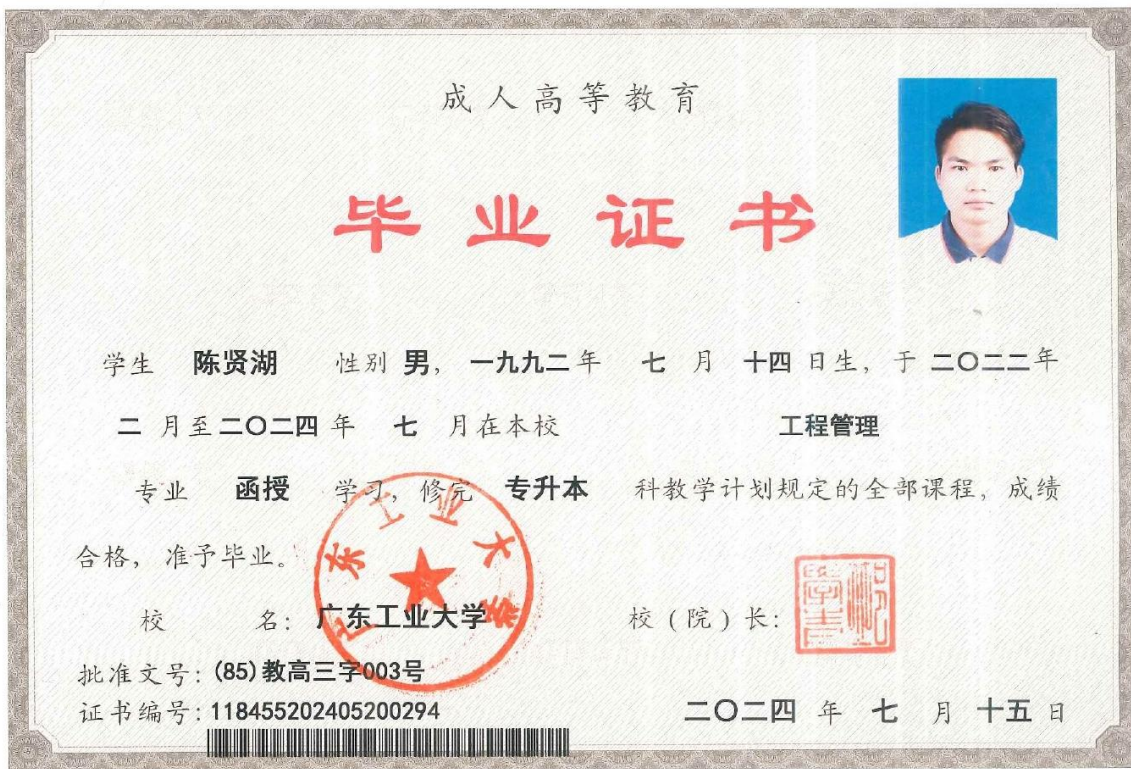 成人高等教育
毕业证书
学生 陈贤湖 性别 男, 一九九二年 七 月 十四 日生, 于 二〇二二年
二 月至二〇二四 年 七 月在本校 工程管理
专业 函授 学习, 修完 专升本 科教学计划规定的全部课程, 成绩
合格, 准予毕业。
广东工业大学
校 名: 广东工业大学 校(院)长:
批准文号: (85)教高三字003号
证书编号: 118455202405200294
二〇二四 年 七 月 十五 日